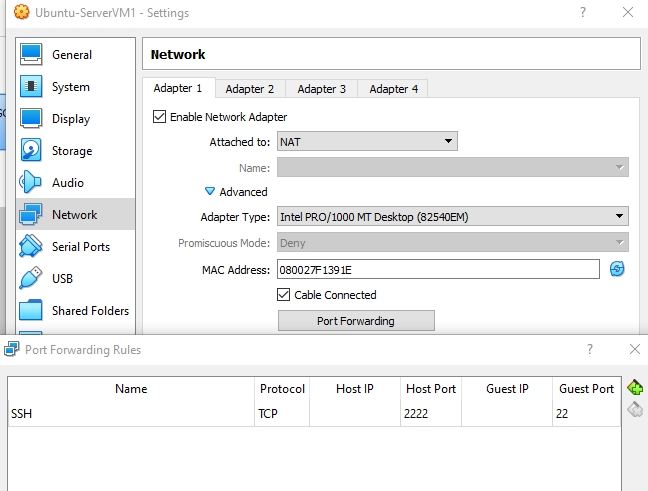 Ubuntu-ServerVM1 - Settings ?
General
System
Display
Storage
Audio
Network
Serial Ports
USB
Shared Folders
Network
Adapter 1 Adapter 2 Adapter 3 Adapter 4
Enable Network Adapter
Attached to: NAT
Name:
Advanced
Adapter Type: Intel PRO/1000 MT Desktop (82540EM)
Promiscuous Mode: Deny
MAC Address: 080027F1391E
Cable Connected
Port Forwarding
Port Forwarding Rules ?
Name Protocol Host IP Host Port Guest IP Guest Port
SSH TCP 2222 22